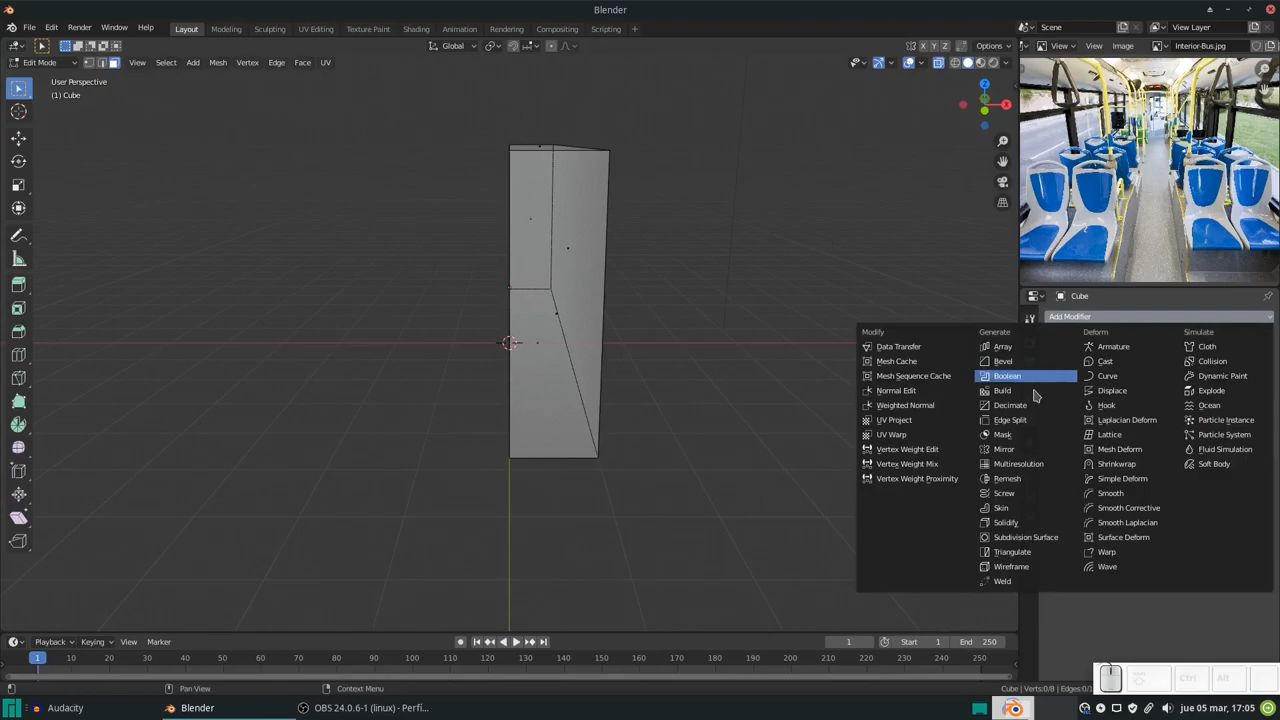 Blender
File Edit Render Window Help
Layout Modeling Sculpting UV Editing Texture Paint Shading Animation Rendering Compositing Scripting
Scene View Layer
Edit Mode View Select Add Mesh Vertex Edge Face UV
Global X Y Z Options
View View Image Interior-Bus.jpg
User Perspective
(1) Cube
Z X
Cube
Add Modifier
Modify Generate Deform Simulate
Data Transfer Array Armature Cloth
Mesh Cache Bevel Cast Collision
Mesh Sequence Cache Boolean Curve Dynamic Paint
Normal Edit Build Displace Explode
Weighted Normal Decimate Hook Ocean
UV Project Edge Split Laplacian Deform Particle Instance
UV Warp Mask Lattice Particle System
Vertex Weight Edit Mirror Mesh Deform Fluid Simulation
Vertex Weight Mix Multiresolution Shrinkwrap Soft Body
Vertex Weight Proximity Remesh Simple Deform
Screw Smooth
Skin Smooth Corrective
Solidify Smooth Laplacian
Subdivision Surface Surface Deform
Triangulate Warp
Wireframe Wave
Weld
Playback Keying View Marker 1 Start 1 End 250
1 10 20 30 40 50 60 70 80 90 100 110 120 130 140 150 160 170 180 190 200 210 220 230 240 250
Pan View Context Menu Cube | Verts:0/8 | Edges:0/1
Ctrl Alt
Audacity Blender OBS 24.0.6-1 (linux) - Perfi... jue 05 mar, 17:05